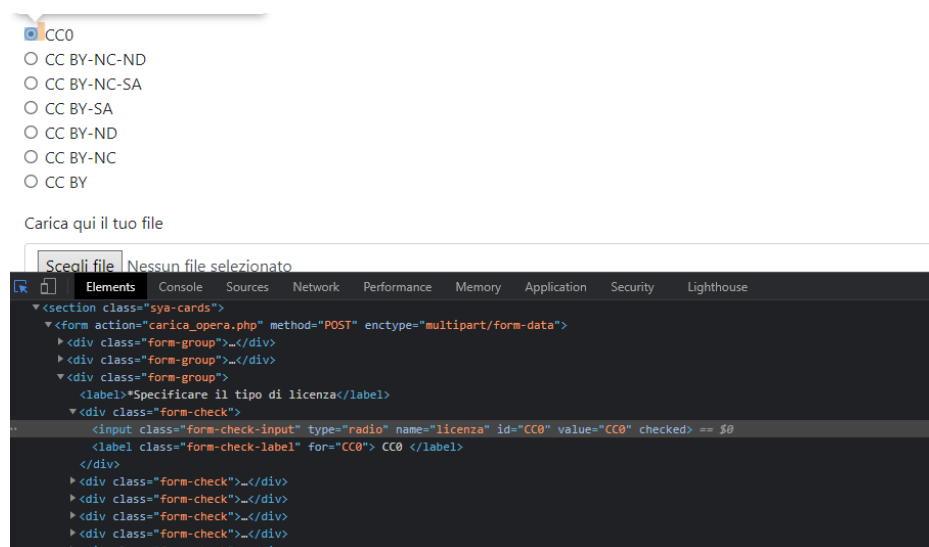 CC0
CC BY-NC-ND
CC BY-NC-SA
CC BY-SA
CC BY-ND
CC BY-NC
CC BY
Carica qui il tuo file
Scegli file Nessun file selezionato
Elements Console Sources Network Performance Memory Application Security Lighthouse
▼<section class="sya-cards">
▼<form action="carica_opera.php" method="POST" enctype="multipart/form-data">
▶<div class="form-group">…</div>
▶<div class="form-group">…</div>
▼<div class="form-group">
<label>*Specificare il tipo di licenza</label>
▼<div class="form-check">
<input class="form-check-input" type="radio" name="licenza" id="CC0" value="CC0" checked> == $0
<label class="form-check-label" for="CC0"> CC0 </label>
</div>
▶<div class="form-check">…</div>
▶<div class="form-check">…</div>
▶<div class="form-check">…</div>
▶<div class="form-check">…</div>